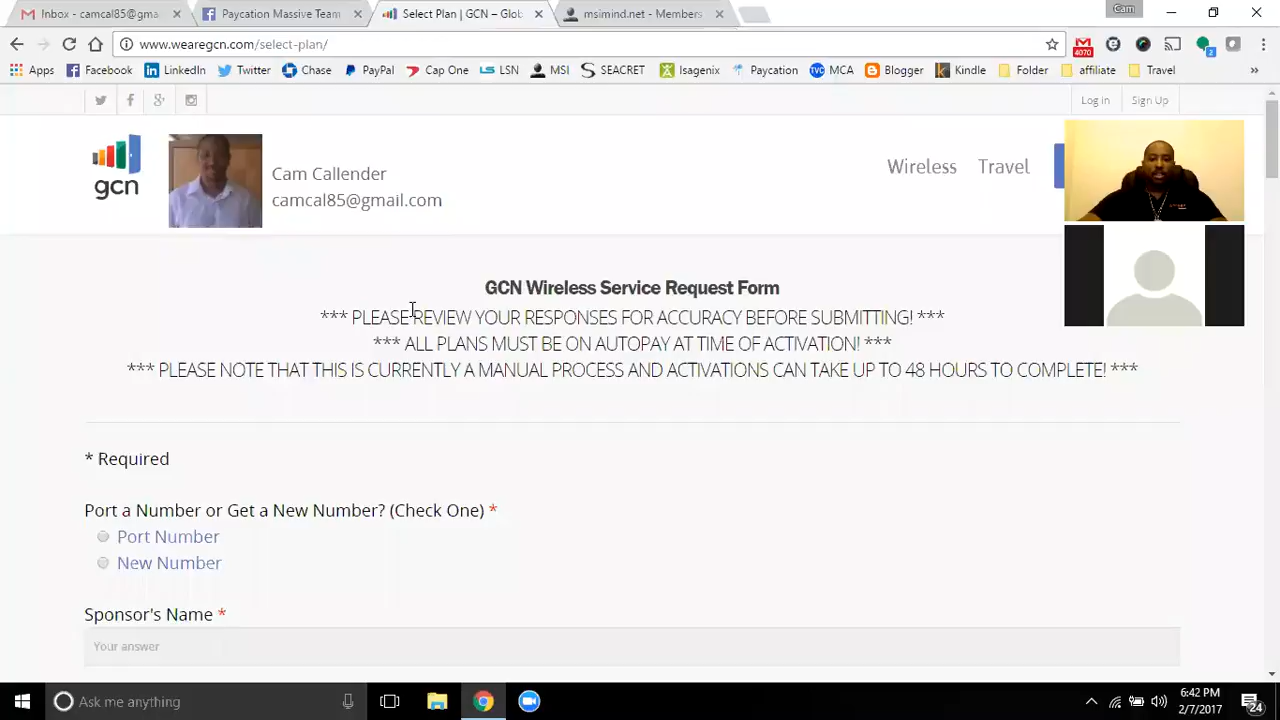 Cam
Inbox - camcal85@gma
Paycation Massive Team
Select Plan | GCN – Glob
msimind.net - Members
www.wearegcn.com/select-plan/
4070
2
Apps
Facebook
LinkedIn
Twitter
Chase
PayPal
Cap One
LSN
MSI
SEACRET
Isagenix
Paycation
TVC
MCA
Blogger
Kindle
Folder
affiliate
Travel
»
Log in
Sign Up
gcn
Cam Callender
camcal85@gmail.com
Wireless
Travel
GCN Wireless Service Request Form
*** PLEASE REVIEW YOUR RESPONSES FOR ACCURACY BEFORE SUBMITTING! ***
*** ALL PLANS MUST BE ON AUTOPAY AT TIME OF ACTIVATION! ***
*** PLEASE NOTE THAT THIS IS CURRENTLY A MANUAL PROCESS AND ACTIVATIONS CAN TAKE UP TO 48 HOURS TO COMPLETE! ***
* Required
Port a Number or Get a New Number? (Check One) *
Port Number
New Number
Sponsor's Name *
Your answer
Ask me anything
6:42 PM
2/7/2017
24